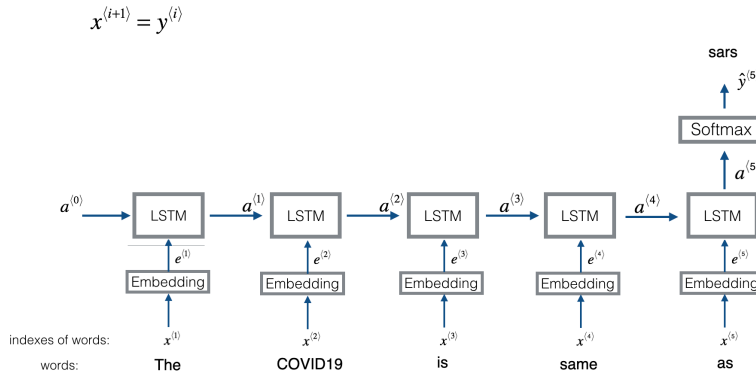 x⟨i+1⟩ = y⟨i⟩
sars
ŷ⟨5
Softmax
a⟨5
a⟨0⟩ LSTM a⟨1⟩ LSTM a⟨2⟩ LSTM a⟨3⟩ LSTM a⟨4⟩ LSTM
e⟨1⟩ e⟨2⟩ e⟨3⟩ e⟨4⟩ e⟨5⟩
Embedding Embedding Embedding Embedding Embedding
indexes of words: x⟨1⟩ x⟨2⟩ x⟨3⟩ x⟨4⟩ x⟨5⟩
words: The COVID19 is same as